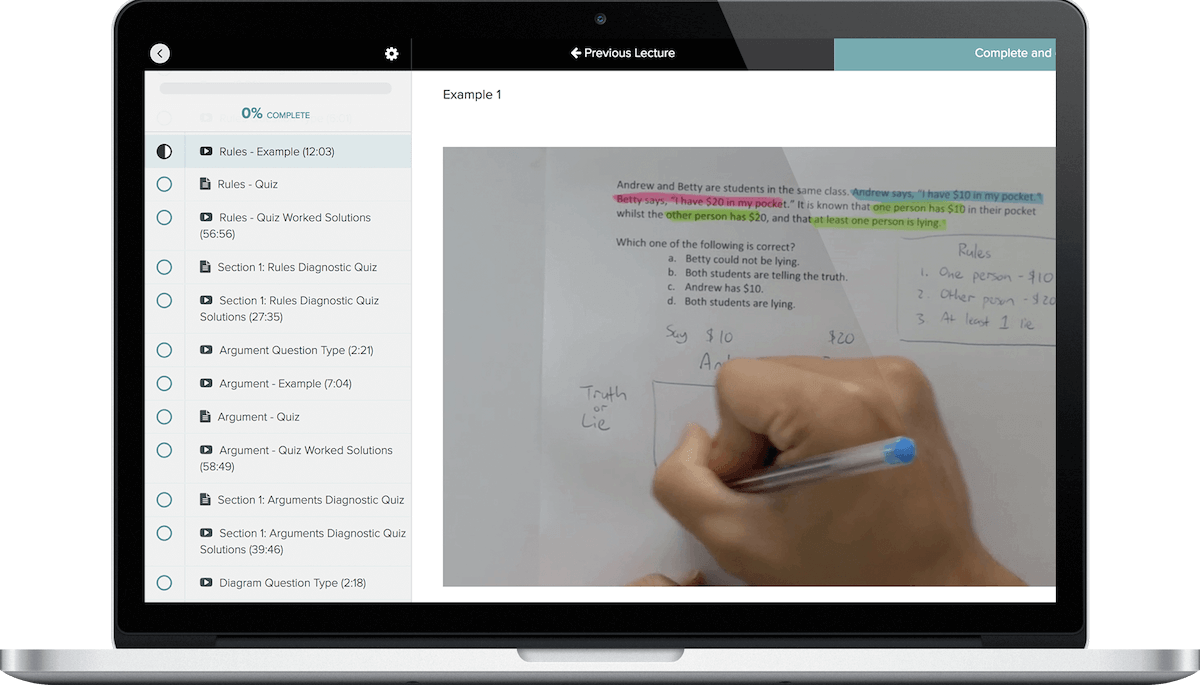 Previous Lecture
Complete and
0% COMPLETE
Rules - Example (12:03)
Rules - Quiz
Rules - Quiz Worked Solutions
(56:56)
Section 1: Rules Diagnostic Quiz
Section 1: Rules Diagnostic Quiz
Solutions (27:35)
Argument Question Type (2:21)
Argument - Example (7:04)
Argument - Quiz
Argument - Quiz Worked Solutions
(58:49)
Section 1: Arguments Diagnostic Quiz
Section 1: Arguments Diagnostic Quiz
Solutions (39:46)
Diagram Question Type (2:18)
Example 1
Andrew and Betty are students in the same class. Andrew says, "I have $10 in my pocket."
Betty says, "I have $20 in my pocket." It is known that one person has $10 in their pocket
whilst the other person has $20, and that at least one person is lying.
Which one of the following is correct?
a. Betty could not be lying.
b. Both students are telling the truth.
c. Andrew has $10.
d. Both students are lying.
Rules
1. One person - $10
2. Other person - $20
3. At least 1 lie
Say $10 $20
Truth
or
Lie